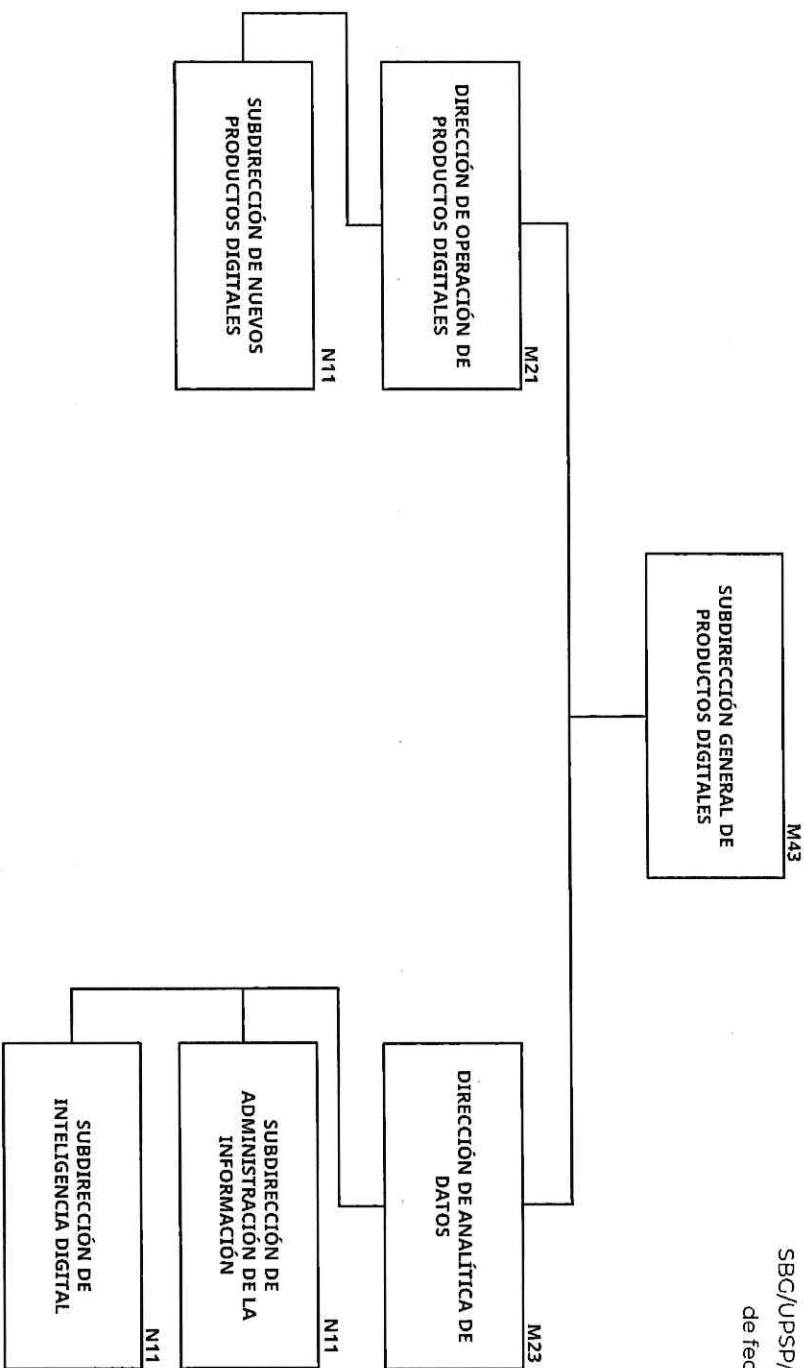 SBG/UPSP/
de fec
M43
SUBDIRECCIÓN GENERAL DE
PRODUCTOS DIGITALES
M21
DIRECCIÓN DE OPERACIÓN DE
PRODUCTOS DIGITALES
N11
SUBDIRECCIÓN DE NUEVOS
PRODUCTOS DIGITALES
M23
DIRECCIÓN DE ANALÍTICA DE
DATOS
N11
SUBDIRECCIÓN DE
ADMINISTRACIÓN DE LA
INFORMACIÓN
N11
SUBDIRECCIÓN DE
INTELIGENCIA DIGITAL